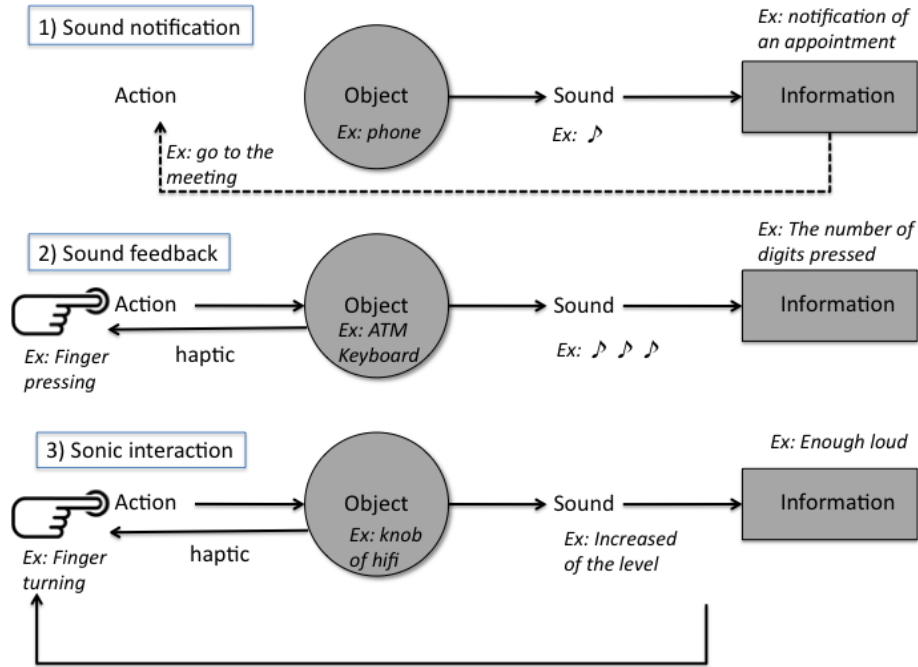 1) Sound notification
Ex: notification of
an appointment
Action
Object
Sound
Information
Ex: phone
Ex: ♪
Ex: go to the
meeting
2) Sound feedback
Ex: The number of
digits pressed
Action
Object
Sound
Information
Ex: ATM
Keyboard
haptic
Ex: ♪ ♪ ♪
Ex: Finger
pressing
3) Sonic interaction
Ex: Enough loud
Action
Object
Sound
Information
Ex: knob
of hifi
haptic
Ex: Increased
of the level
Ex: Finger
turning